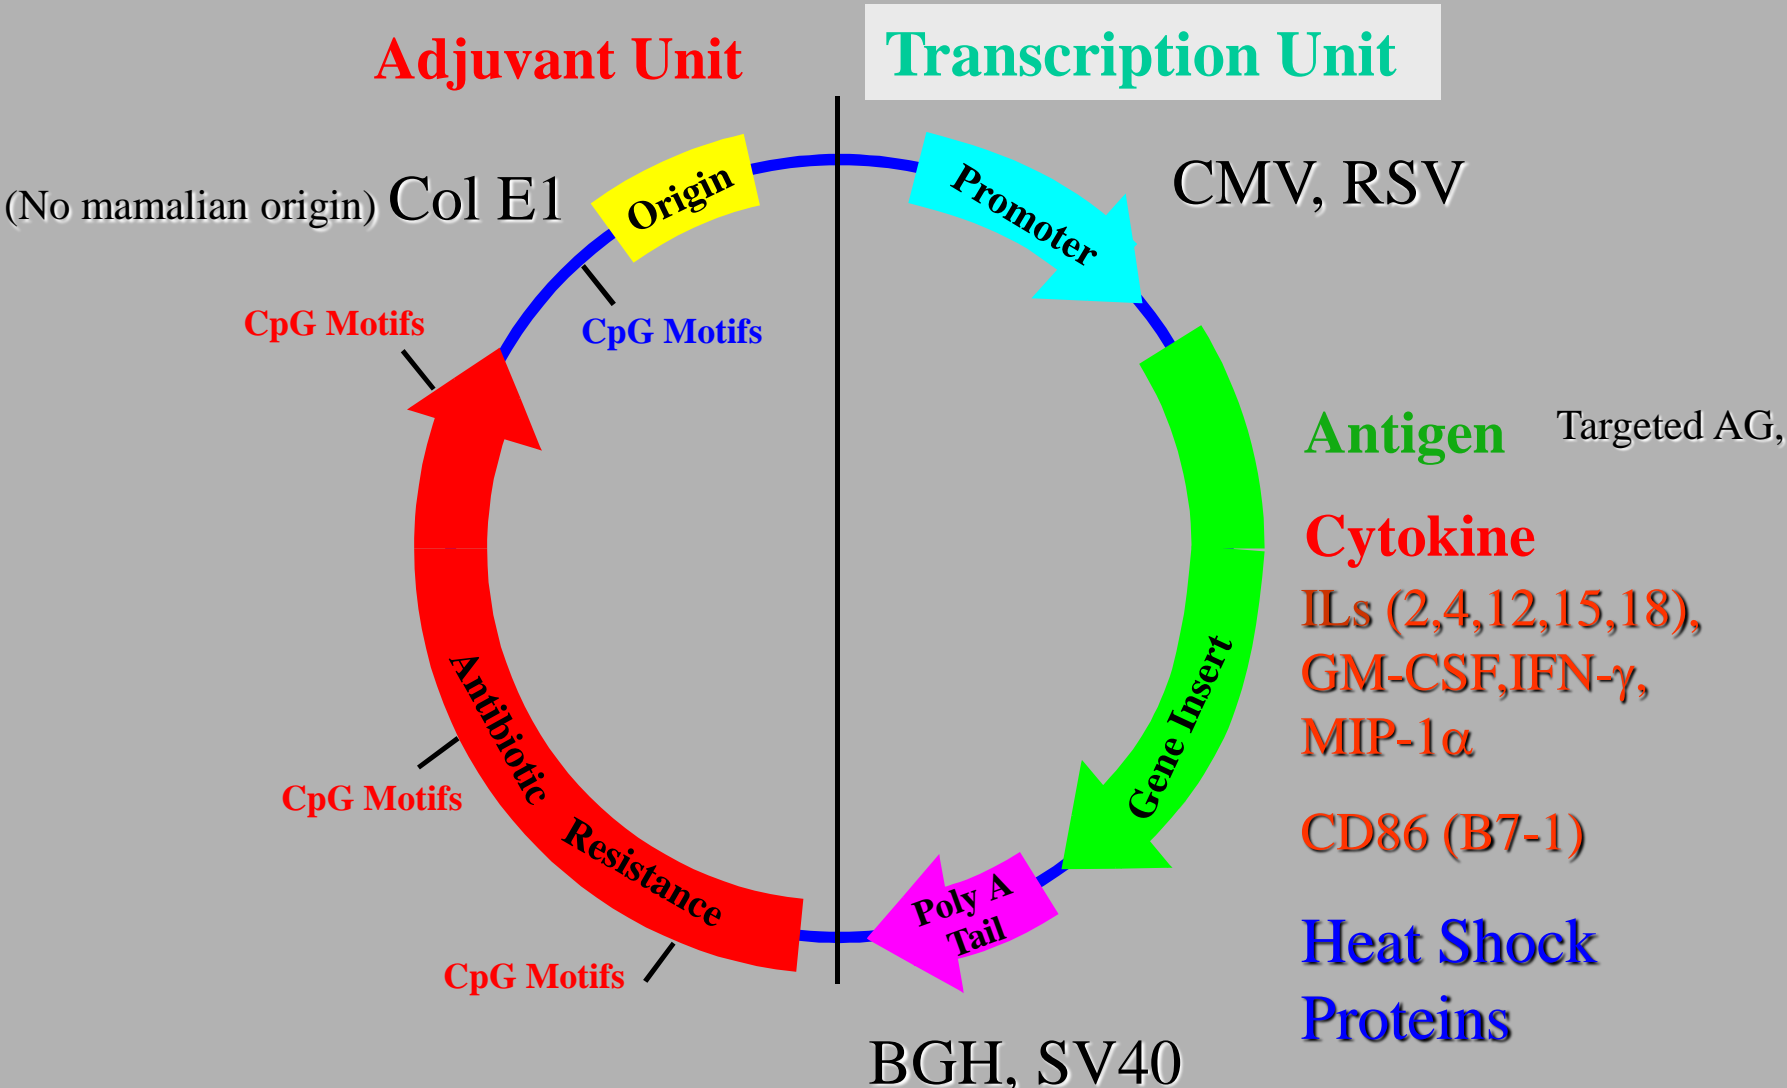 Adjuvant Unit
Transcription Unit
Origin
Promoter
CMV, RSV
(No mamalian origin) Col E1
CpG Motifs
CpG Motifs
Antigen
Targeted AG,
Cytokine
ILs (2,4,12,15,18),
GM-CSF,IFN-γ,
MIP-1α
Gene Insert
Antibiotic
CpG Motifs
Resistance
CD86 (B7-1)
Poly A
Tail
CpG Motifs
Heat Shock
Proteins
BGH, SV40